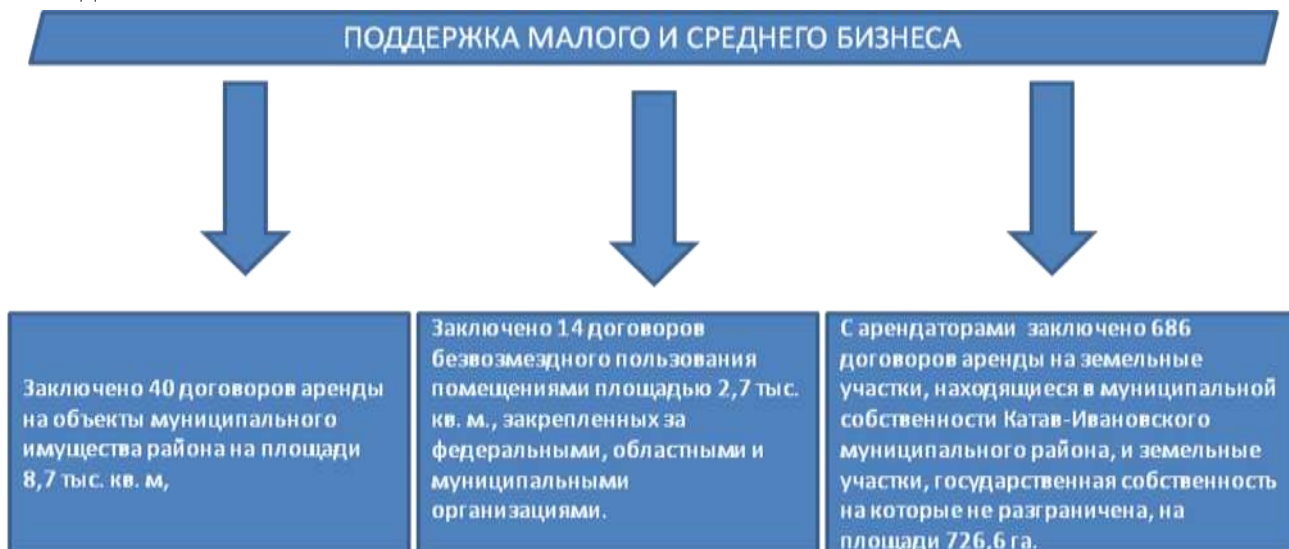 ПОДДЕРЖКА МАЛОГО И СРЕДНЕГО БИЗНЕСА
Заключено 40 договоров аренды
на объекты муниципального
имущества район на площади
8,7 тыс. кв. м,
Заключено 14 договоров
безвозмездного пользования
помещениями площадью 2,7 тыс.
кв. м., закрепленных за
федеральными, областными и
муниципальными
организациями.
С арендаторами заключено 686
договоров аренды на земельные
участки, находящиеся в муниципальной
собственности Катав-Ивановского
муниципального района, и земельные
участки, государственная собственность
на которые не разграничена, на
площади 726,6 га.